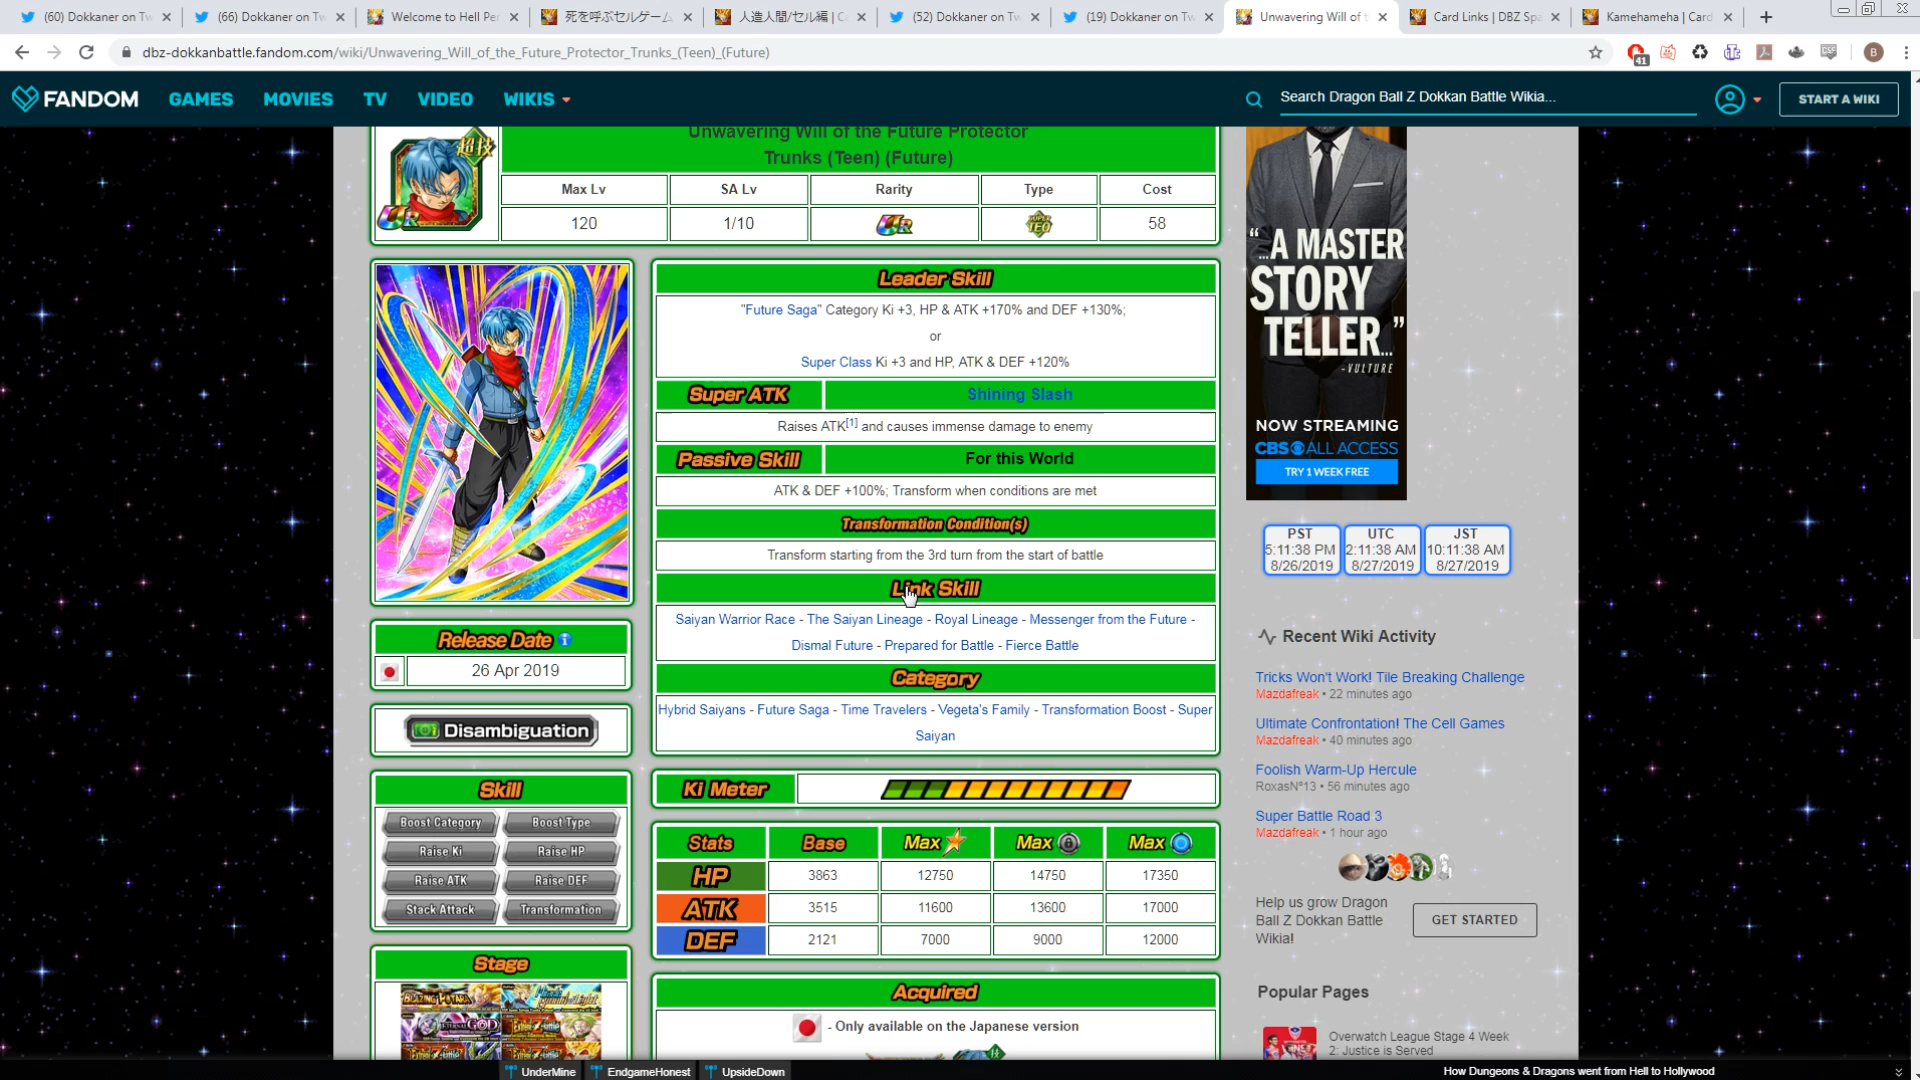 (60) Dokkaner on Tw
(66) Dokkaner on Tw
Welcome to Hell Per
死を呼ぶセルゲーム
人造人間/セル編 | C
(52) Dokkaner on Tw
(19) Dokkaner on Tw
Unwavering Will of t
Card Links | DBZ Spa
Kamehameha | Card
dbz-dokkanbattle.fandom.com/wiki/Unwavering_Will_of_the_Future_Protector_Trunks_(Teen)_(Future)
41
B
FANDOM
GAMES
MOVIES
TV
VIDEO
WIKIS
Search Dragon Ball Z Dokkan Battle Wikia...
START A WIKI
超技
UR
Unwavering Will of the Future Protector
Trunks (Teen) (Future)
Max Lv
SA Lv
Rarity
Type
Cost
120
1/10
UR
SUPER
TEQ
58
Leader Skill
"Future Saga" Category Ki +3, HP & ATK +170% and DEF +130%;
or
Super Class Ki +3 and HP, ATK & DEF +120%
Super ATK
Shining Slash
Raises ATK[1] and causes immense damage to enemy
Passive Skill
For this World
ATK & DEF +100%; Transform when conditions are met
Transformation Condition(s)
Transform starting from the 3rd turn from the start of battle
Link Skill
Saiyan Warrior Race - The Saiyan Lineage - Royal Lineage - Messenger from the Future -
Dismal Future - Prepared for Battle - Fierce Battle
Category
Hybrid Saiyans - Future Saga - Time Travelers - Vegeta's Family - Transformation Boost - Super
Saiyan
Release Date
26 Apr 2019
Disambiguation
Skill
Boost Category
Boost Type
Raise Ki
Raise HP
Raise ATK
Raise DEF
Stack Attack
Transformation
Stage
Ki Meter
Stats
Base
Max
Max
Max
HP
3863
12750
14750
17350
ATK
3515
11600
13600
17000
DEF
2121
7000
9000
12000
Acquired
- Only available on the Japanese version
技
“ A MASTER
STORY
TELLER ”
-VULTURE
NOW STREAMING
CBS ALL ACCESS
TRY 1 WEEK FREE
PST
5:11:38 PM
8/26/2019
UTC
2:11:38 AM
8/27/2019
JST
10:11:38 AM
8/27/2019
Recent Wiki Activity
Tricks Won't Work! Tile Breaking Challenge
Mazdafreak • 22 minutes ago
Ultimate Confrontation! The Cell Games
Mazdafreak • 40 minutes ago
Foolish Warm-Up Hercule
RoxasN°13 • 56 minutes ago
Super Battle Road 3
Mazdafreak • 1 hour ago
Help us grow Dragon
Ball Z Dokkan Battle
Wikia!
GET STARTED
Popular Pages
Overwatch League Stage 4 Week
2: Justice is Served
UnderMine
EndgameHonest
UpsideDown
How Dungeons & Dragons went from Hell to Hollywood